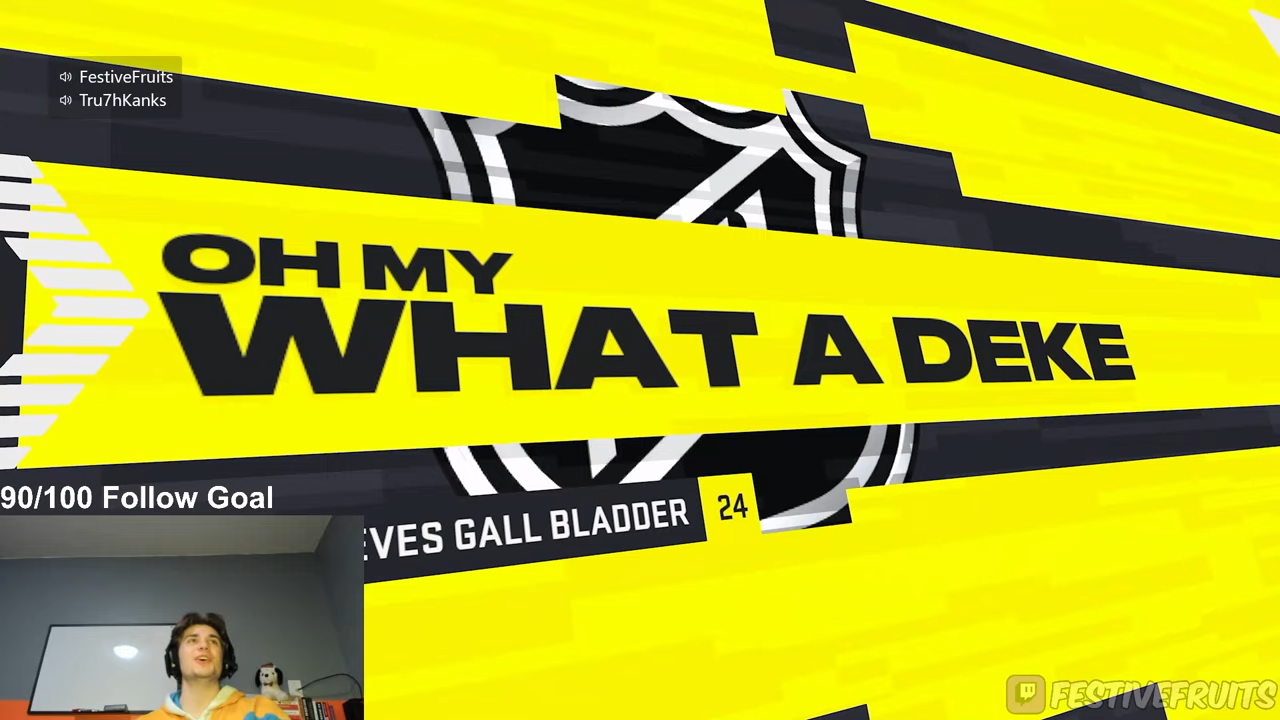 FestiveFruits
Tru7hKanks
OH MY
WHAT A DEKE
90/100 Follow Goal
EVES GALL BLADDER 24
FESTIVEFRUITS